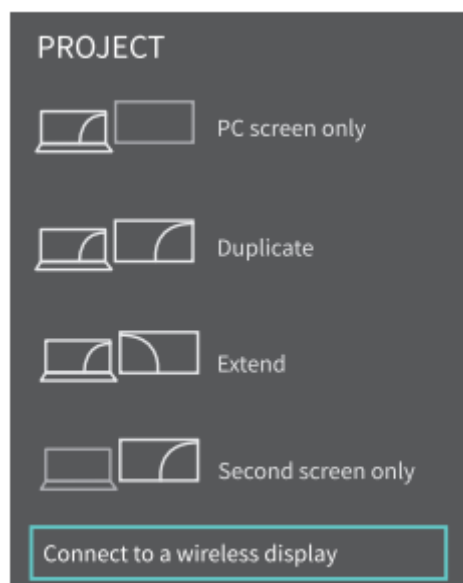 PROJECT
PC screen only
Duplicate
Extend
Second screen only
Connect to a wireless display